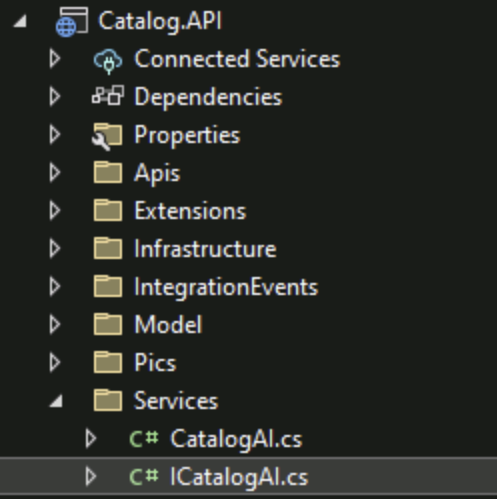 Catalog.API
Connected Services
Dependencies
Properties
Apis
Extensions
Infrastructure
IntegrationEvents
Model
Pics
Services
C# CatalogAI.cs
C# ICatalogAI.cs